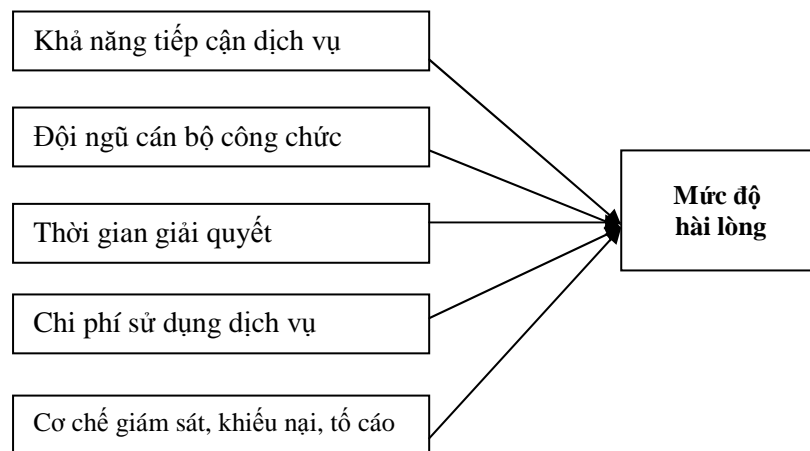 Khả năng tiếp cận dịch vụ
Đội ngũ cán bộ công chức
Thời gian giải quyết
Chi phí sử dụng dịch vụ
Cơ chế giám sát, khiếu nại, tố cáo
Mức độ
hài lòng